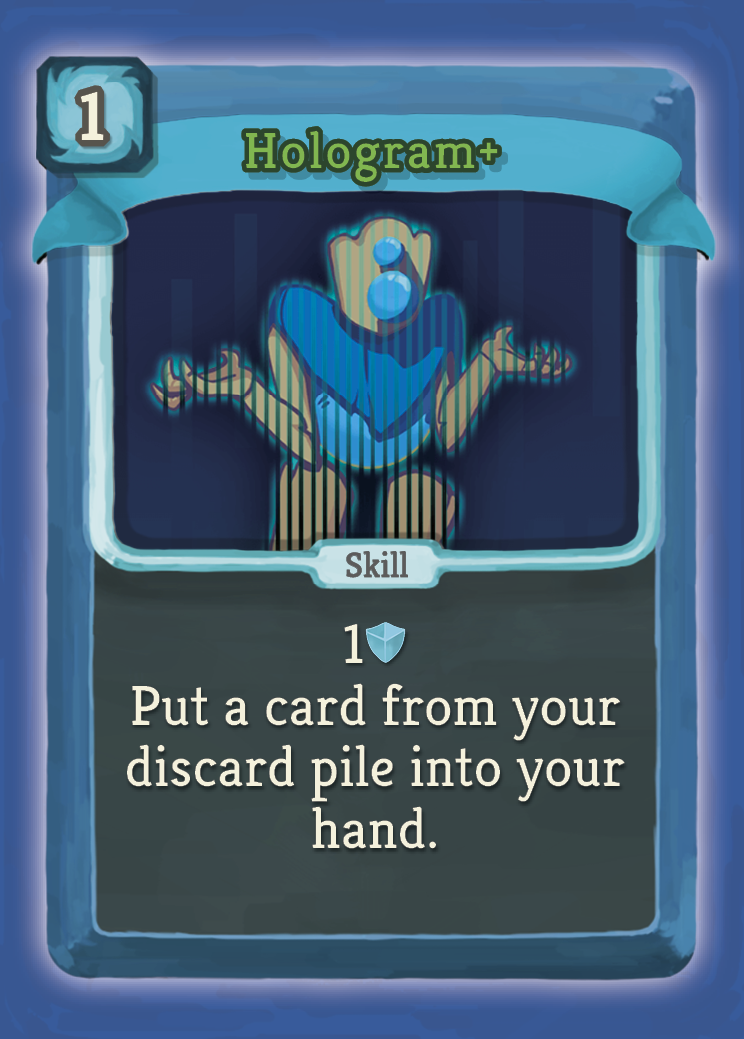 1
Hologram+
Skill
1
Put a card from your
discard pile into your
hand.